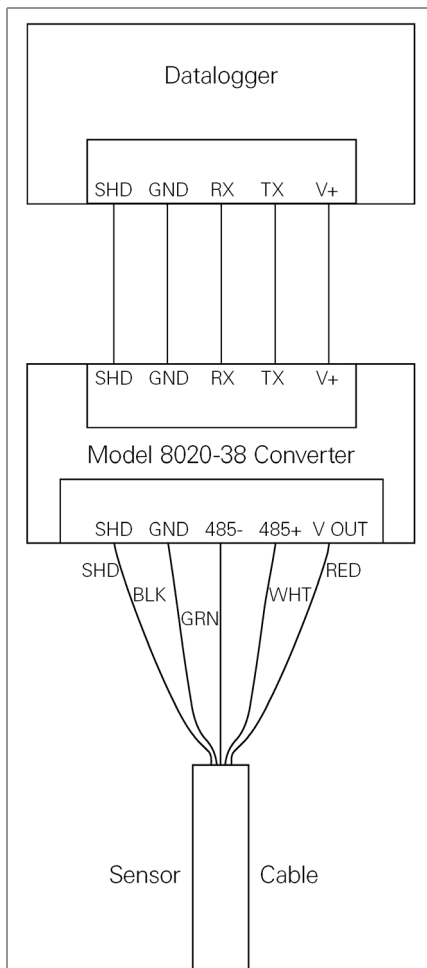 Datalogger
SHD GND RX TX V+
SHD GND RX TX V+
Model 8020-38 Converter
SHD GND 485- 485+ V OUT
SHD RED
BLK WHT
GRN
Sensor Cable